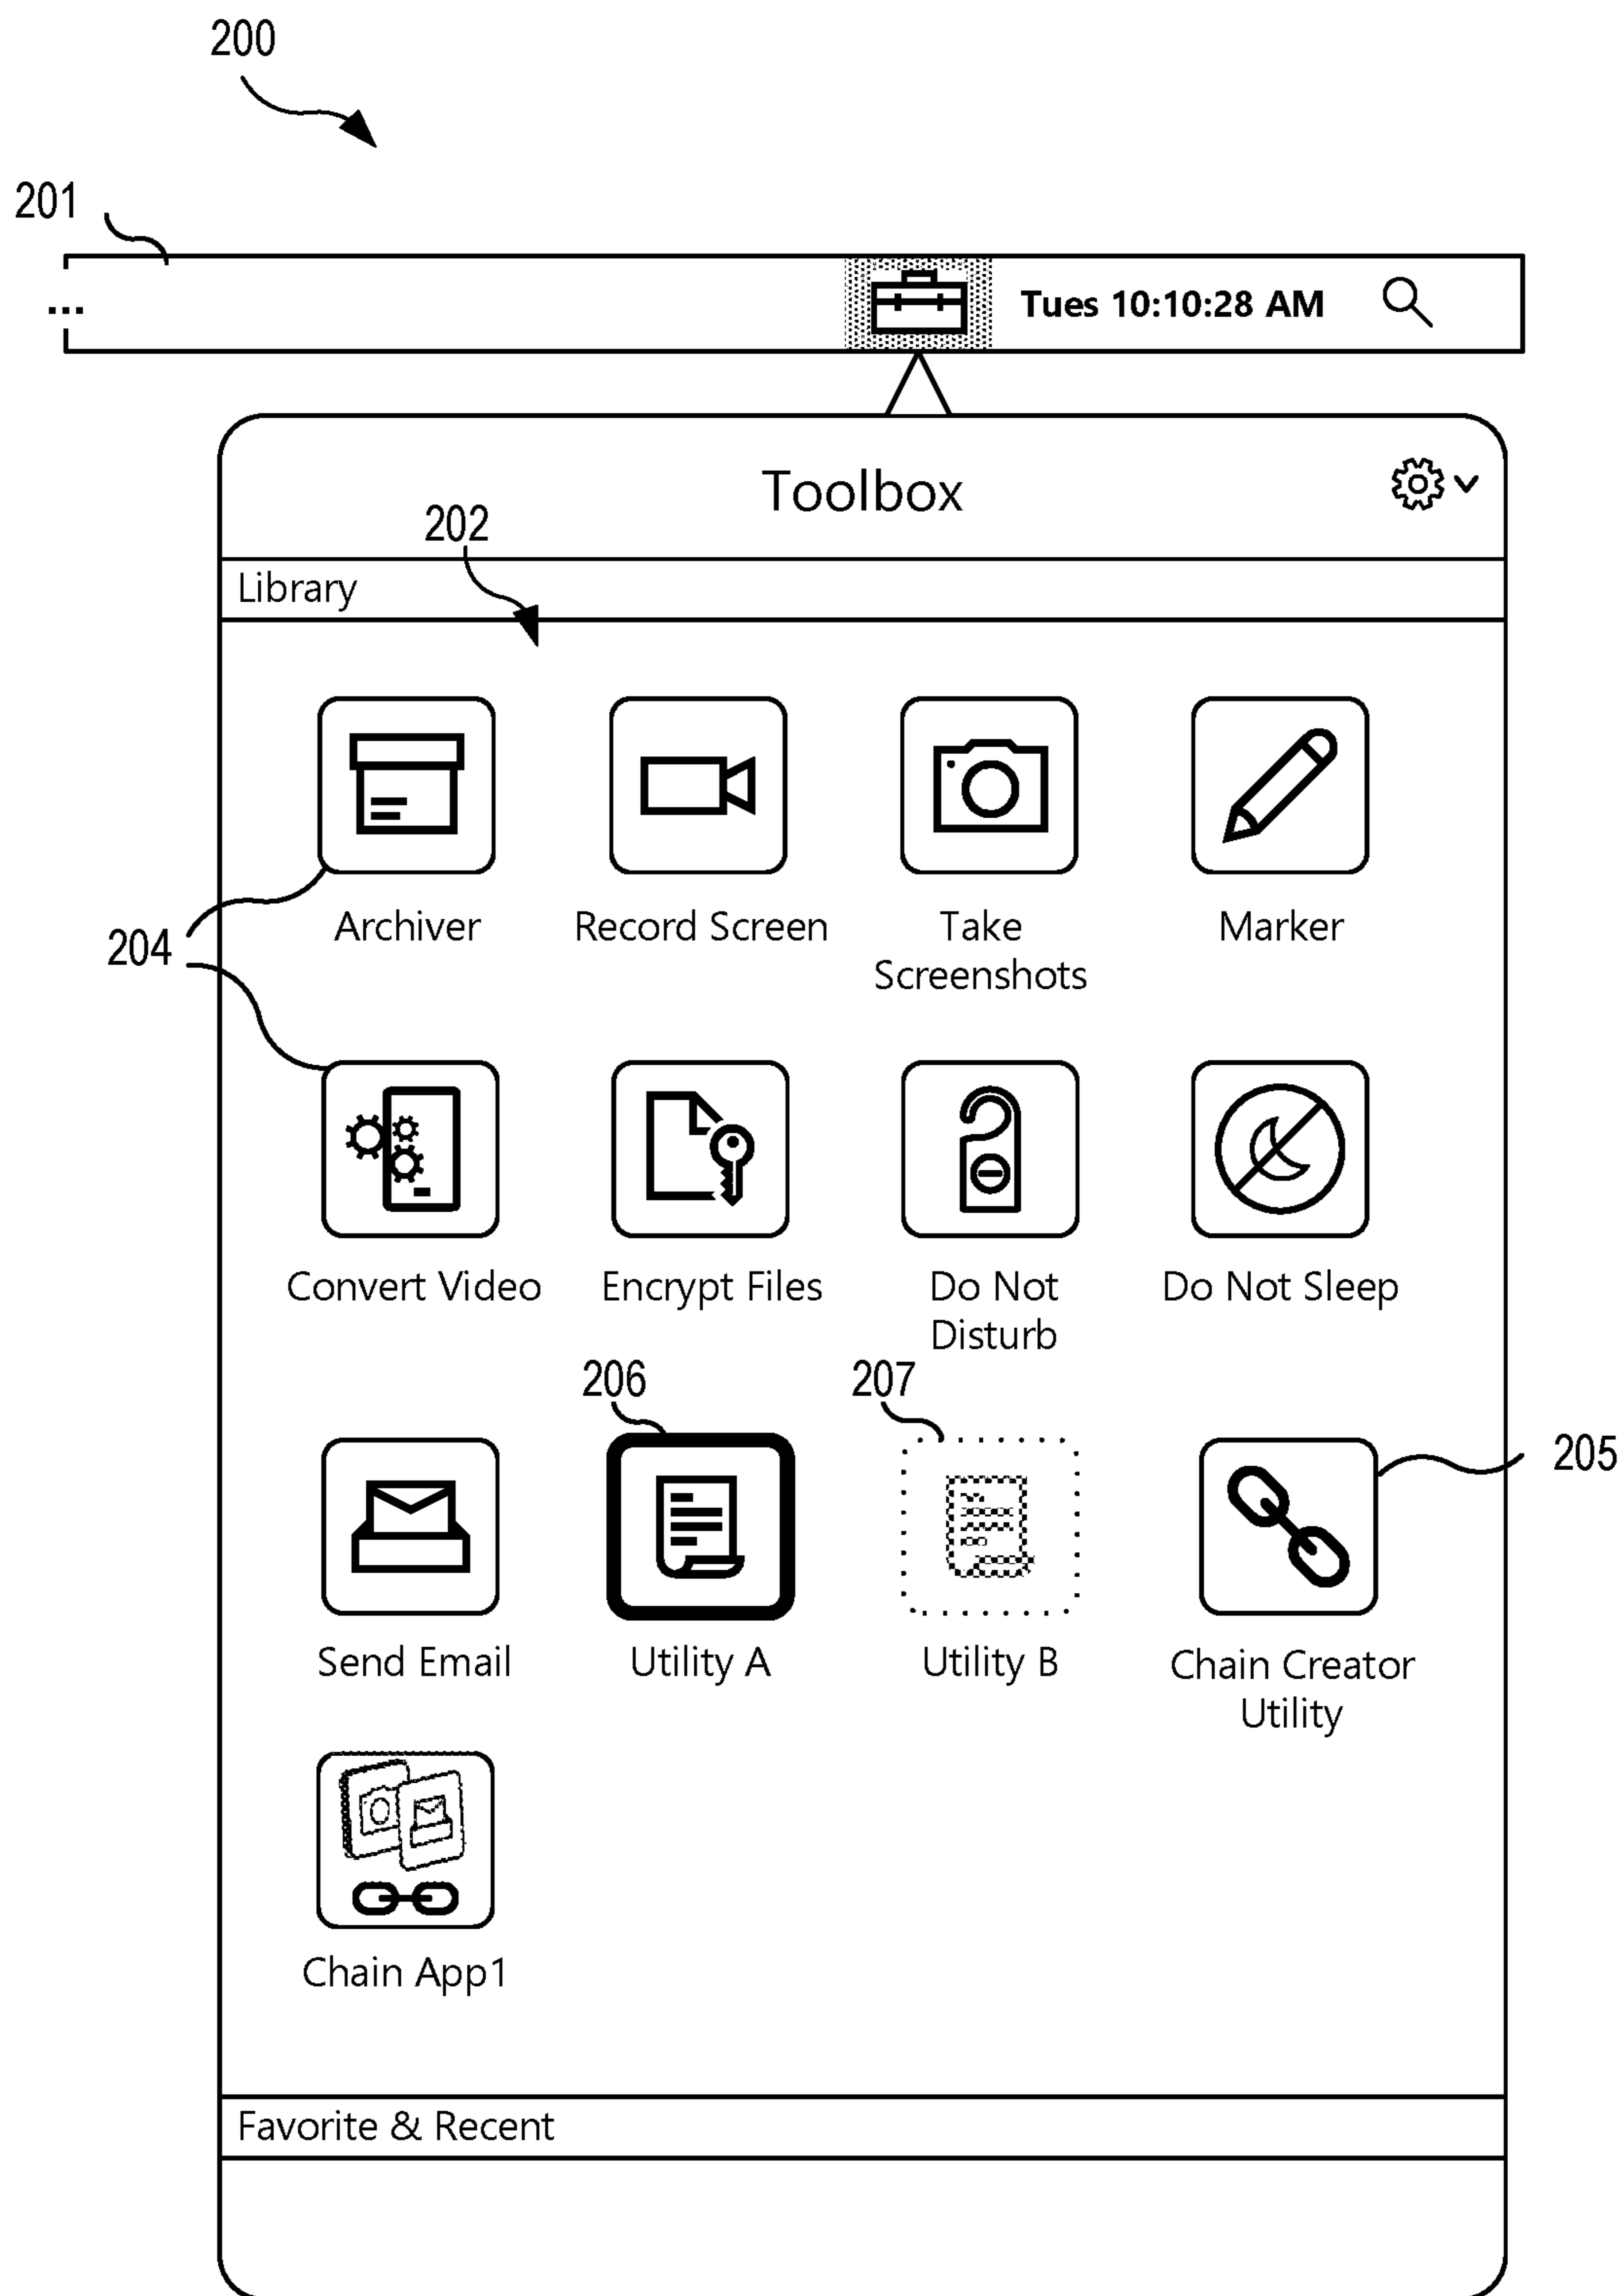 200
201
...
Tues 10:10:28 AM
Toolbox
202
Library
Archiver
Record Screen
Take
Screenshots
Marker
204
Convert Video
Encrypt Files
Do Not
Disturb
Do Not Sleep
206
207
205
Send Email
Utility A
Utility B
Chain Creator
Utility
Chain App1
Favorite & Recent